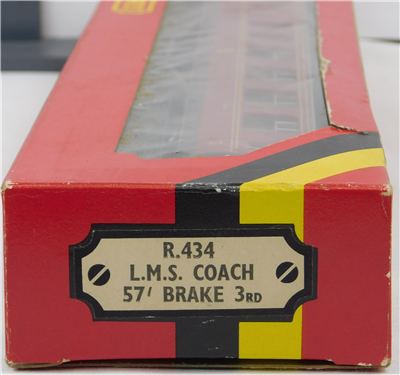 R.434
L.M.S. COACH
57' BRAKE 3RD